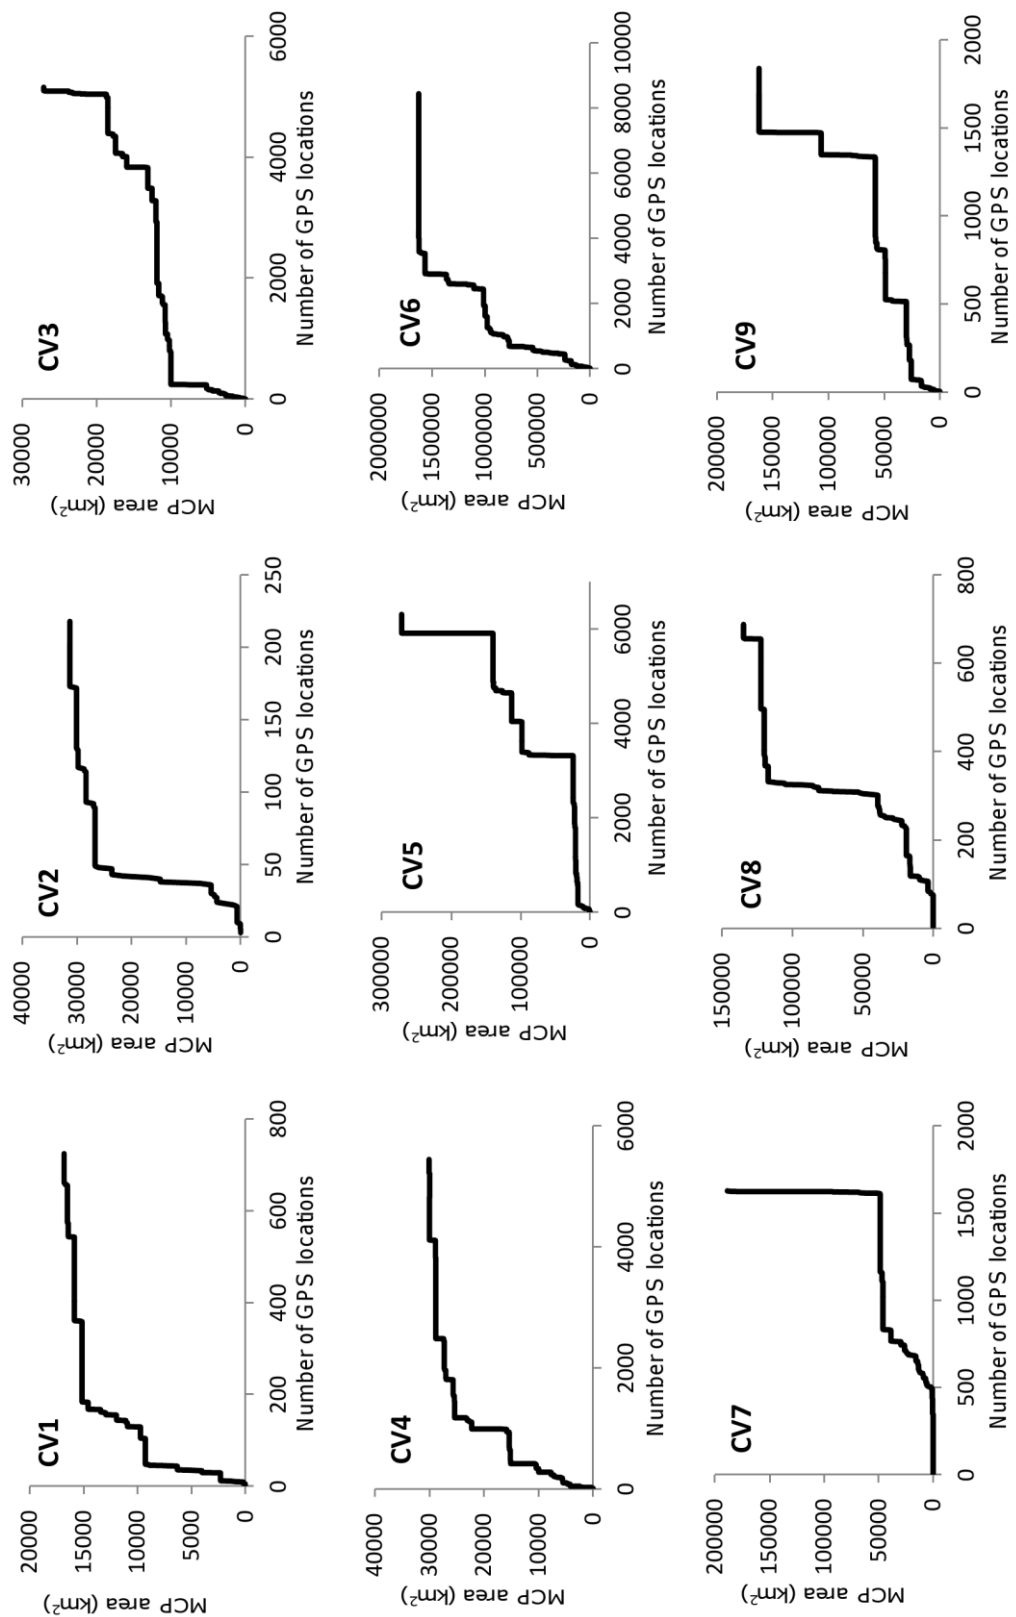 CV1
MCP area (km²)
20000
15000
10000
5000
0
0 200 400 600 800
Number of GPS locations
CV2
MCP area (km²)
400000
300000
200000
100000
0
0 50 100 150 200 250
Number of GPS locations
CV3
MCP area (km²)
30000
20000
10000
0
0 2000 4000 6000
Number of GPS locations
CV4
MCP area (km²)
40000
30000
20000
10000
0
0 2000 4000 6000
Number of GPS locations
CV5
MCP area (km²)
300000
200000
100000
0
0 2000 4000 6000
Number of GPS locations
CV6
MCP area (km²)
2000000
1500000
1000000
500000
0
0 2000 4000 6000 8000 10000
Number of GPS locations
CV7
MCP area (km²)
200000
150000
100000
50000
0
0 500 1000 1500 2000
Number of GPS locations
CV8
MCP area (km²)
150000
100000
50000
0
0 200 400 600 800
Number of GPS locations
CV9
MCP area (km²)
200000
150000
100000
50000
0
0 500 1000 1500 2000
Number of GPS locations